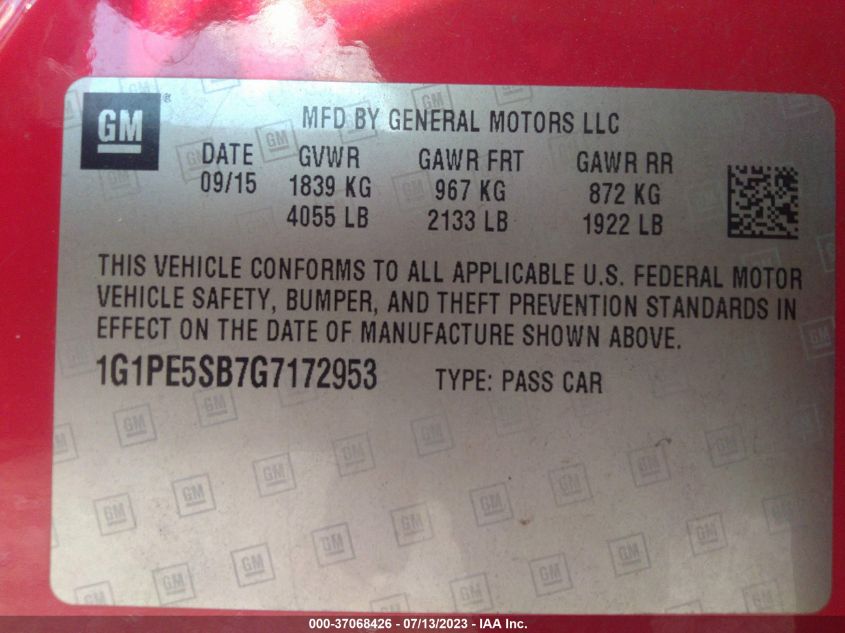 GM
MFD BY GENERAL MOTORS LLC
DATE GVWR GAWR FRT GAWR RR
09/15 1839 KG 967 KG 872 KG
4055 LB 2133 LB 1922 LB
THIS VEHICLE CONFORMS TO ALL APPLICABLE U.S. FEDERAL MOTOR
VEHICLE SAFETY, BUMPER, AND THEFT PREVENTION STANDARDS IN
EFFECT ON THE DATE OF MANUFACTURE SHOWN ABOVE.
1G1PE5SB7G7172953 TYPE: PASS CAR
000-37068426 - 07/13/2023 - IAA Inc.